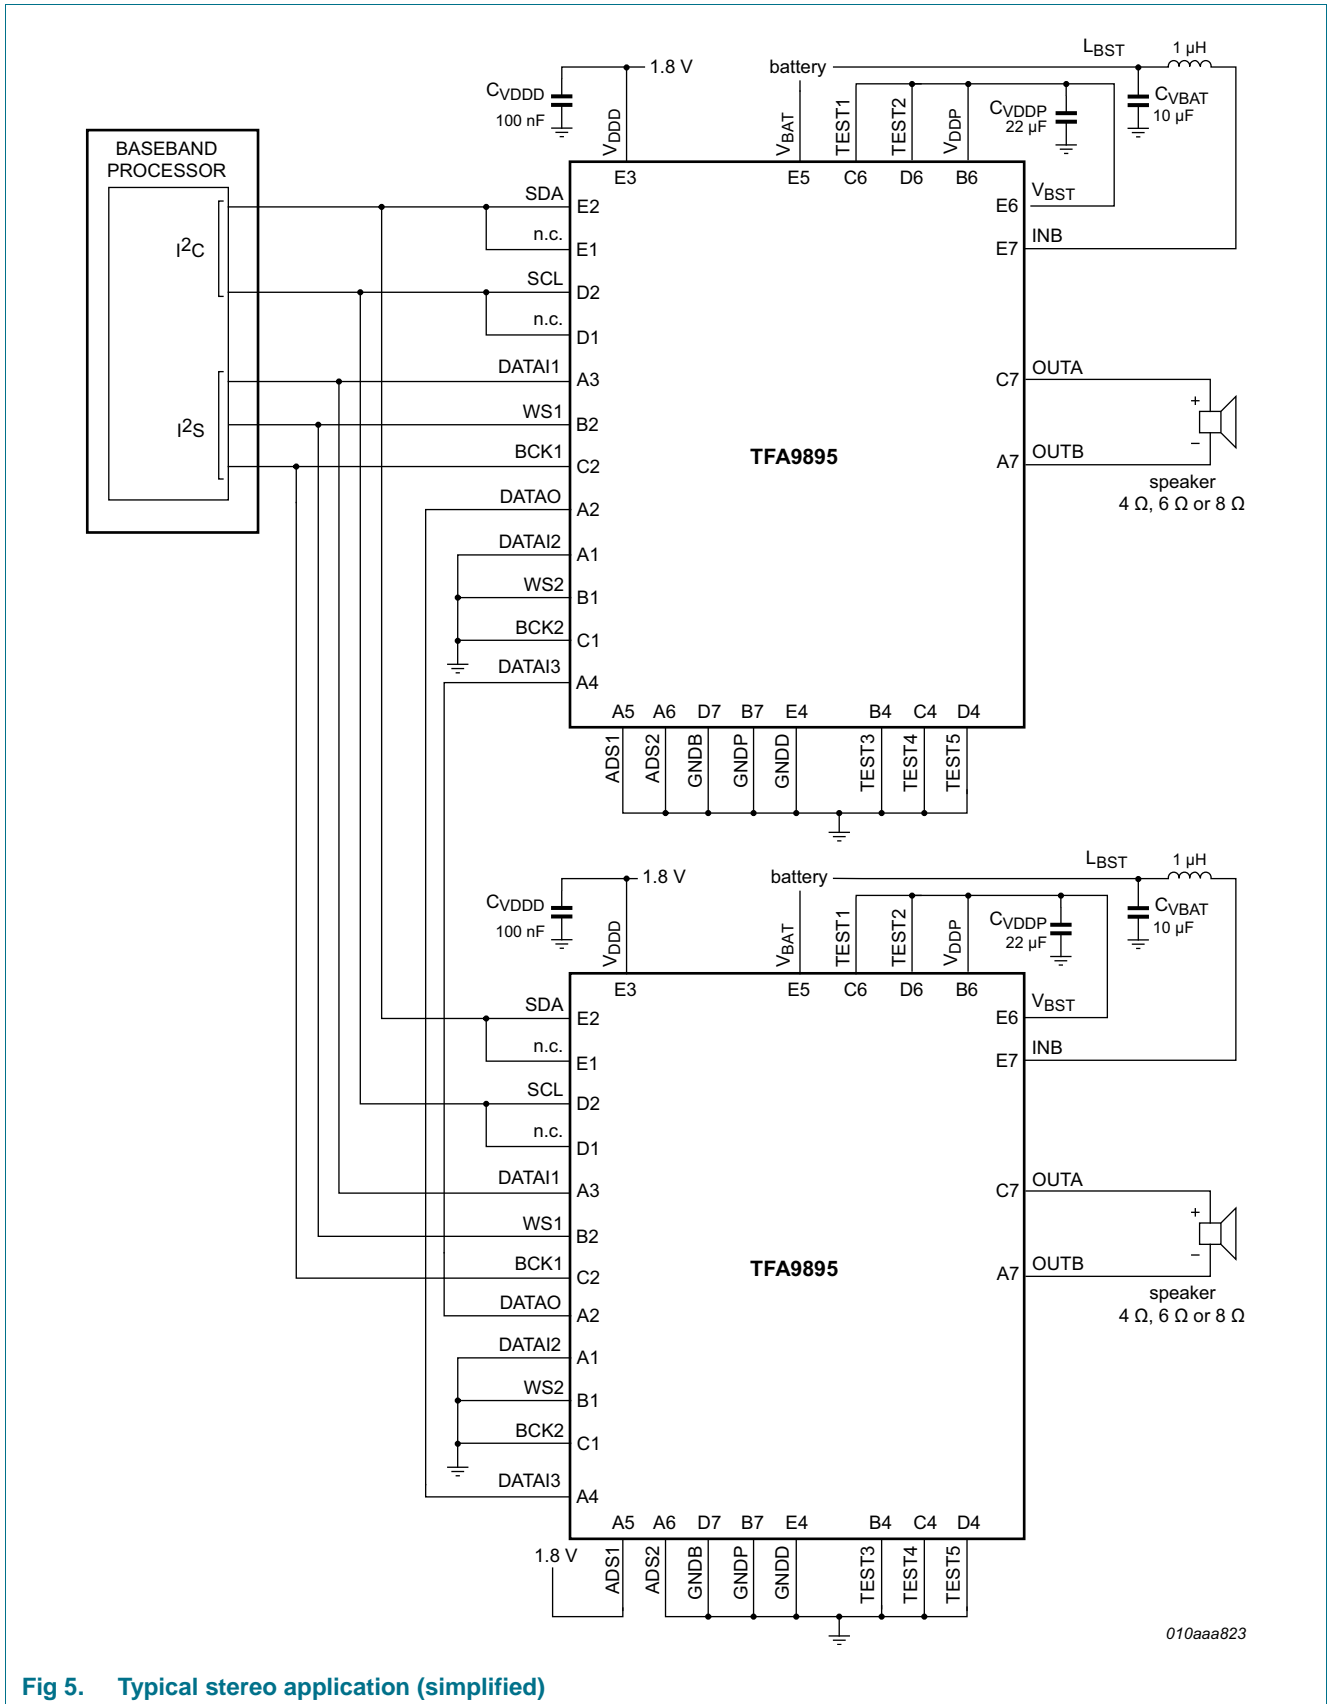 L_BST 1 µH
1.8 V
battery
C_VDDD
100 nF
V_DDD
V_BAT
TEST1
TEST2
V_DDP
C_VDDP
22 µF
C_VBAT
10 µF
BASEBAND
PROCESSOR
I²C
I²S
E3 E5 C6 D6 B6
SDA E2
n.c. E1
SCL D2
n.c. D1
DATAI1 A3
WS1 B2
BCK1 C2
DATAO A2
DATAI2 A1
WS2 B1
BCK2 C1
DATAI3 A4
TFA9895
E6 V_BST
E7 INB
C7 OUTA
+
−
A7 OUTB
speaker
4 Ω, 6 Ω or 8 Ω
A5 A6 D7 B7 E4 B4 C4 D4
ADS1
ADS2
GNDB
GNDP
GNDD
TEST3
TEST4
TEST5
L_BST 1 µH
1.8 V
battery
C_VDDD
100 nF
V_DDD
V_BAT
TEST1
TEST2
V_DDP
C_VDDP
22 µF
C_VBAT
10 µF
E3 E5 C6 D6 B6
SDA E2
n.c. E1
SCL D2
n.c. D1
DATAI1 A3
WS1 B2
BCK1 C2
DATAO A2
DATAI2 A1
WS2 B1
BCK2 C1
DATAI3 A4
TFA9895
E6 V_BST
E7 INB
C7 OUTA
+
−
A7 OUTB
speaker
4 Ω, 6 Ω or 8 Ω
A5 A6 D7 B7 E4 B4 C4 D4
1.8 V
ADS1
ADS2
GNDB
GNDP
GNDD
TEST3
TEST4
TEST5
010aaa823
Fig 5. Typical stereo application (simplified)